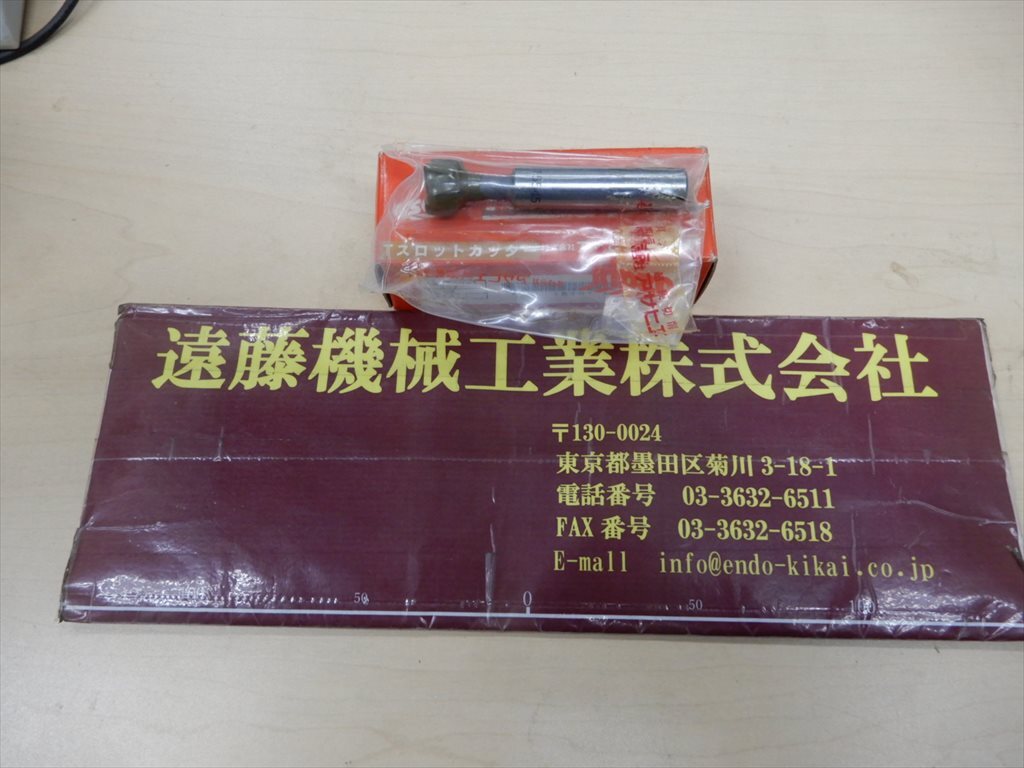 Tスロットカッター
遠藤機械工業株式会社
〒130-0024
東京都墨田区菊川 3-18-1
電話番号 03-3632-6511
FAX 番号 03-3632-6518
E-mall info@endo-kikai.co.jp
50 0 50